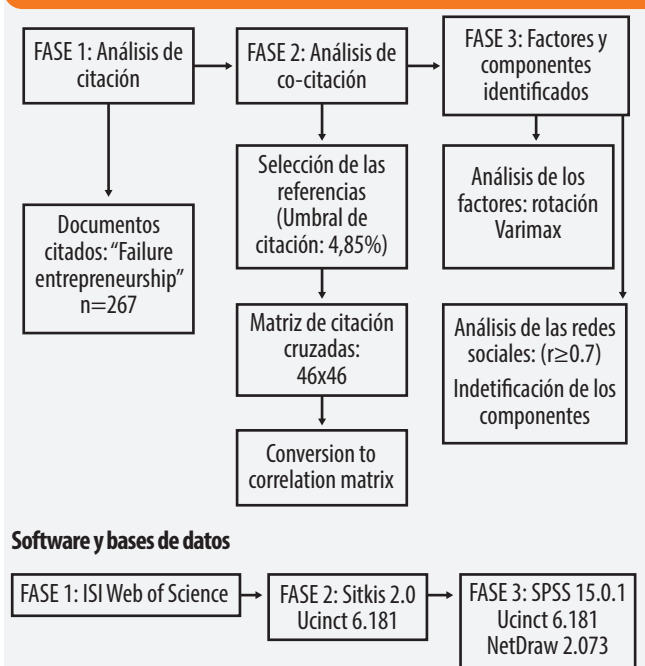 FASE 1: Análisis de
citación
FASE 2: Análisis de
co-citación
FASE 3: Factores y
componentes
identificados
Documentos
citados: “Failure
entrepreneurship”
n=267
Selección de las
referencias
(Umbral de
citación: 4,85%)
Matriz de citación
cruzadas:
46x46
Conversion to
correlation matrix
Análisis de los
factores: rotación
Varimax
Análisis de las redes
sociales: (r≥0.7)
Indetificación de los
componentes
Software y bases de datos
FASE 1: ISI Web of Science
FASE 2: Sitkis 2.0
Ucinct 6.181
FASE 3: SPSS 15.0.1
Ucinct 6.181
NetDraw 2.073